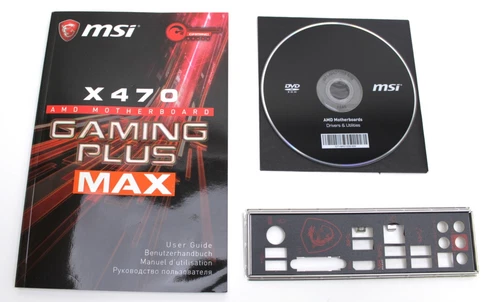 msi
X470
AMD MOTHERBOARD
GAMING
PLUS
MAX
User Guide
Benutzerhandbuch
Manuel d'utilisation
Руководство пользователя
DVD
msi
AMD Motherboards
Drivers & Utilities